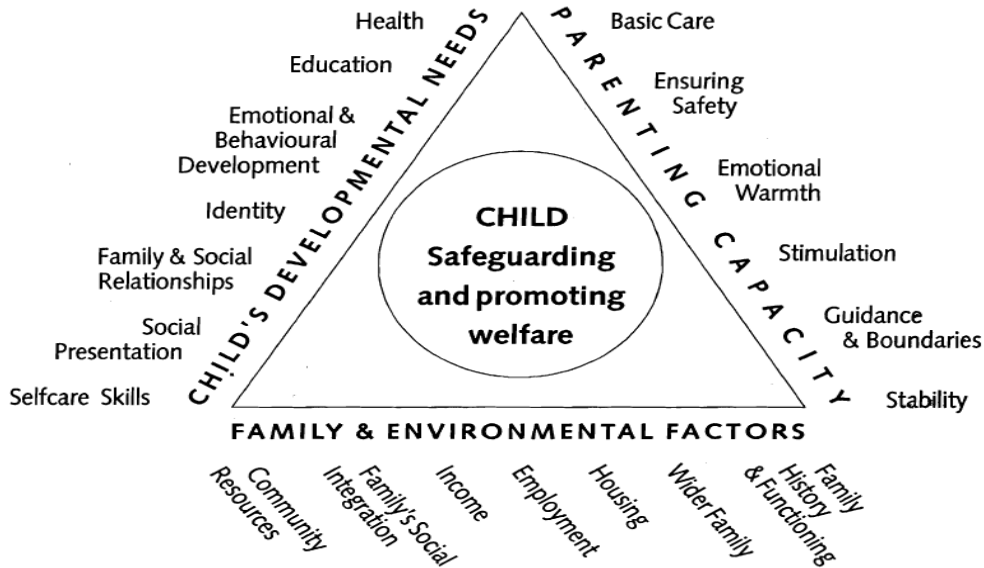 Health
Education
Emotional &
Behavioural
Development
Identity
Family & Social
Relationships
Social
Presentation
Selfcare Skills
CHILD'S DEVELOPMENTAL NEEDS
CHILD
Safeguarding
and promoting
welfare
PARENTING CAPACITY
Basic Care
Ensuring
Safety
Emotional
Warmth
Stimulation
Guidance
& Boundaries
Stability
FAMILY & ENVIRONMENTAL FACTORS
Community
Resources
Family's Social
Integration
Income
Employment
Housing
Wider Family
Family
History
& Functioning